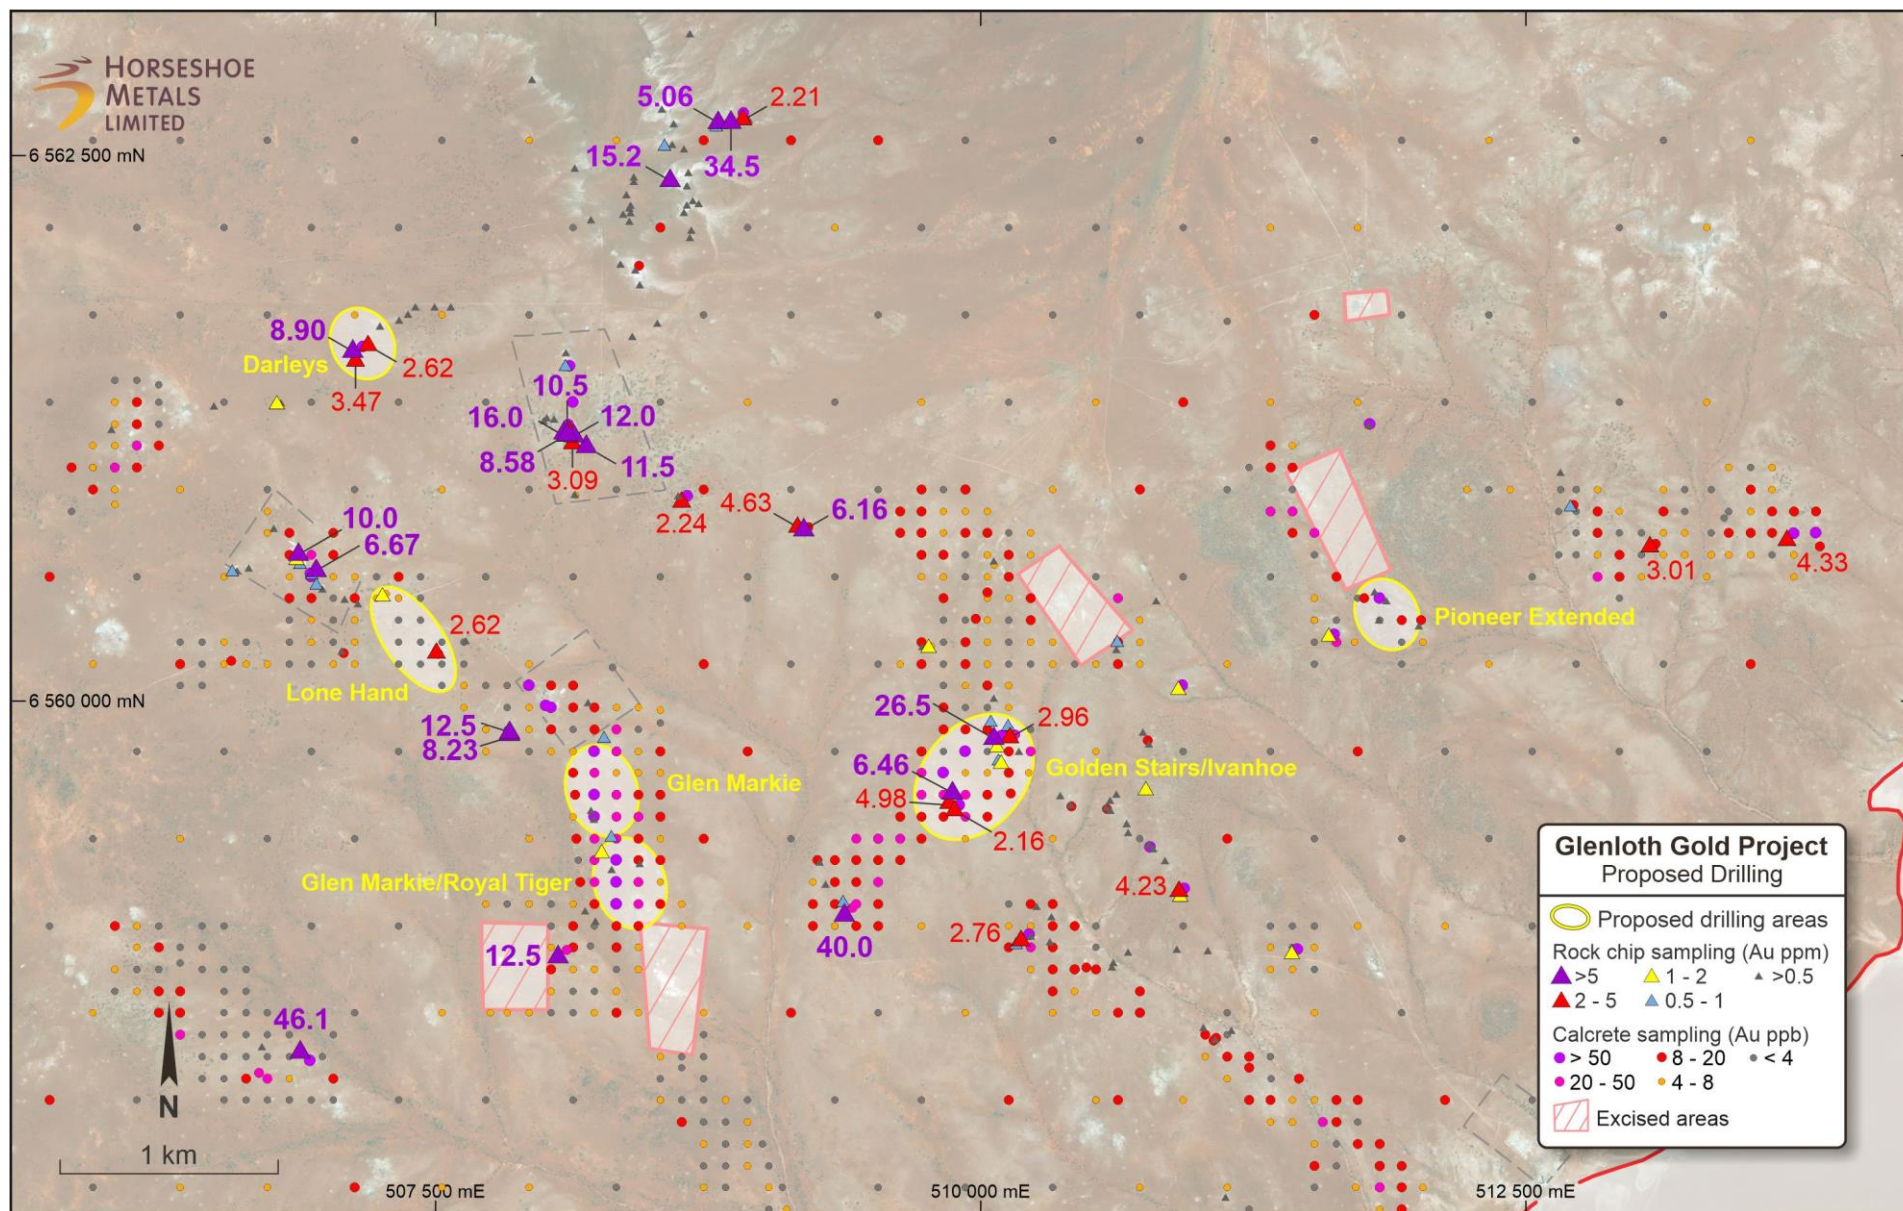 HORSESHOE
METALS
LIMITED
5.06
2.21
6 562 500 mN
15.2
34.5
8.90
Darleys
2.62
3.47
10.5
16.0
12.0
8.58
11.5
3.09
2.24
4.63
6.16
10.0
6.67
3.01
4.33
2.62
Pioneer Extended
Lone Hand
6 560 000 mN
26.5
2.96
12.5
8.23
Glen Markie
6.46
Golden Stairs/Ivanhoe
4.98
2.16
Glen Markie/Royal Tiger
4.23
2.76
40.0
12.5
46.1
N
1 km
507 500 mE
510 000 mE
512 500 mE
Glenloth Gold Project
Proposed Drilling
Proposed drilling areas
Rock chip sampling (Au ppm)
>5 1 - 2 >0.5
2 - 5 0.5 - 1
Calcrete sampling (Au ppb)
> 50 8 - 20 < 4
20 - 50 4 - 8
Excised areas